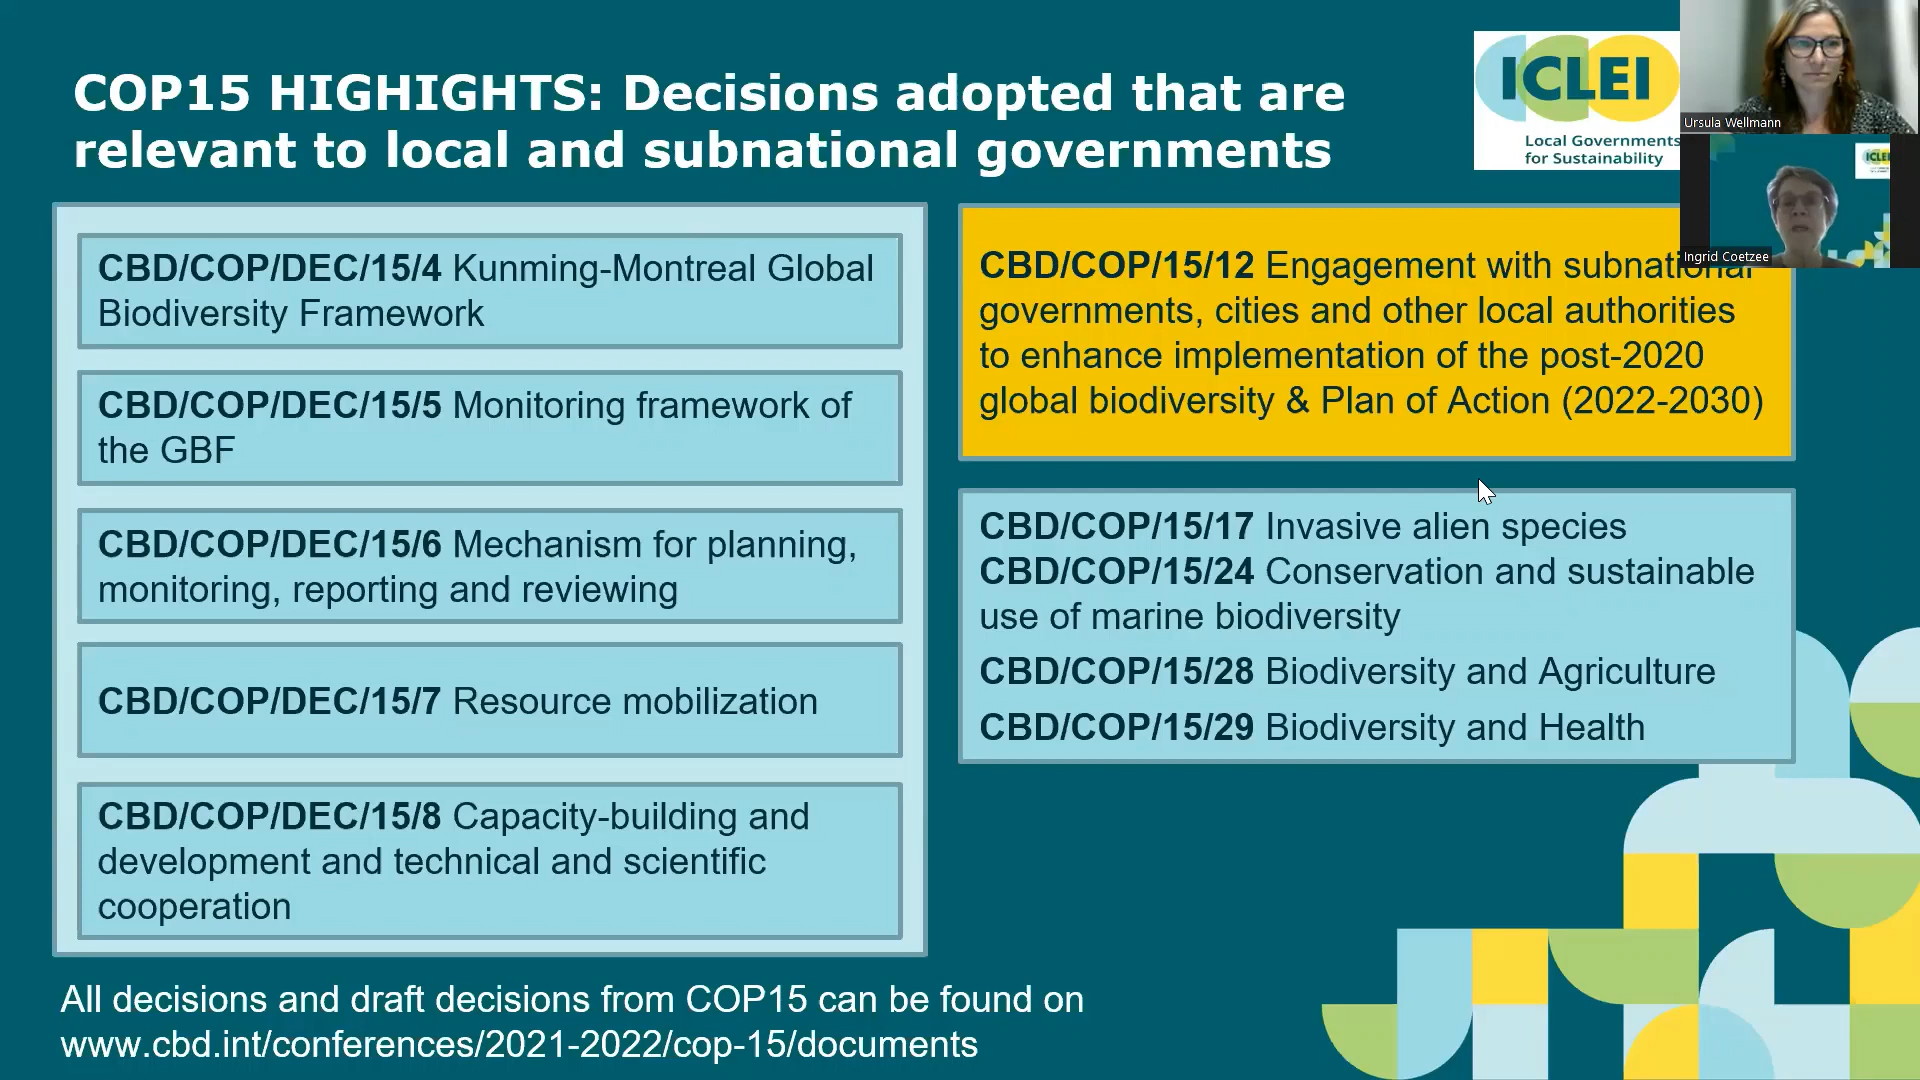 COP15 HIGHIGHTS: Decisions adopted that are
relevant to local and subnational governments
ICLEI
Local Governments
for Sustainability
Ursula Wellmann
ICLEI
Ingrid Coetzee
CBD/COP/DEC/15/4 Kunming-Montreal Global
Biodiversity Framework
CBD/COP/DEC/15/5 Monitoring framework of
the GBF
CBD/COP/DEC/15/6 Mechanism for planning,
monitoring, reporting and reviewing
CBD/COP/DEC/15/7 Resource mobilization
CBD/COP/DEC/15/8 Capacity-building and
development and technical and scientific
cooperation
CBD/COP/15/12 Engagement with subnational
governments, cities and other local authorities
to enhance implementation of the post-2020
global biodiversity & Plan of Action (2022-2030)
CBD/COP/15/17 Invasive alien species
CBD/COP/15/24 Conservation and sustainable
use of marine biodiversity
CBD/COP/15/28 Biodiversity and Agriculture
CBD/COP/15/29 Biodiversity and Health
All decisions and draft decisions from COP15 can be found on
www.cbd.int/conferences/2021-2022/cop-15/documents